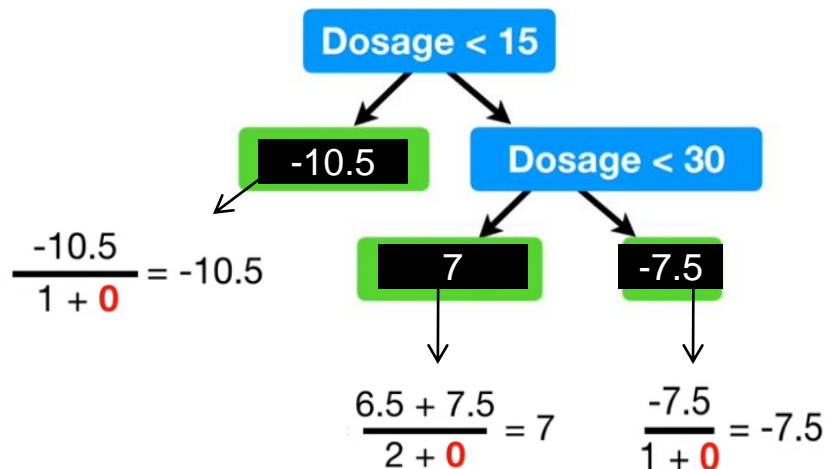 Dosage < 15
-10.5
Dosage < 30
-10.5
1 + 0
= -10.5
7
-7.5
6.5 + 7.5
2 + 0
= 7
-7.5
1 + 0
= -7.5